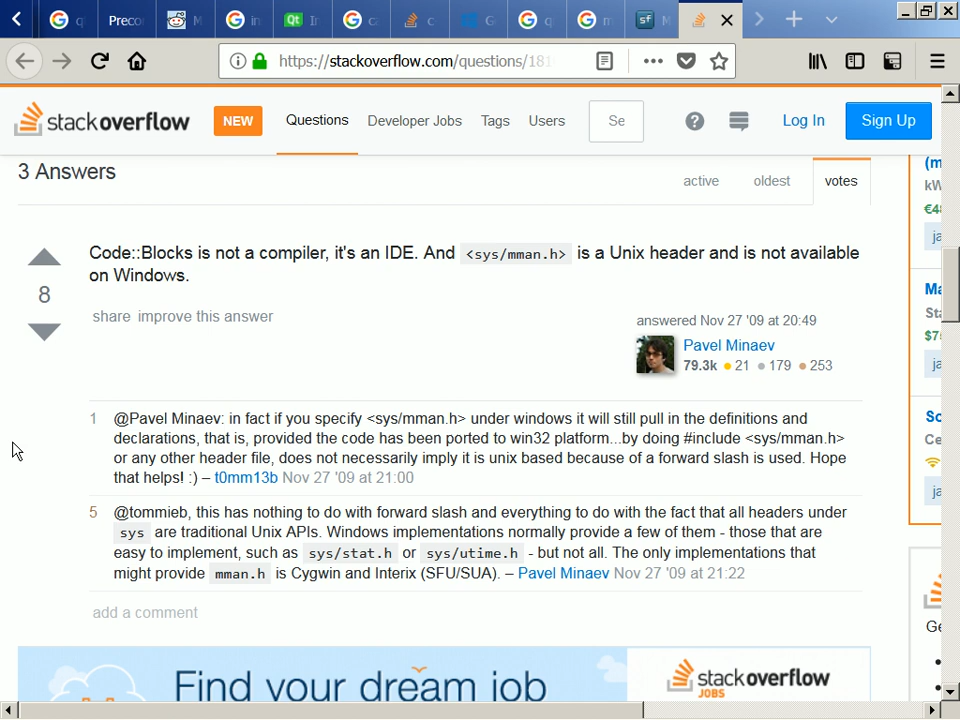 Preco
https://stackoverflow.com/questions/181
stackoverflow
NEW
Questions
Developer Jobs
Tags
Users
Se
Log In
Sign Up
3 Answers
active
oldest
votes
8
Code::Blocks is not a compiler, it's an IDE. And <sys/mman.h> is a Unix header and is not available
on Windows.
share improve this answer
answered Nov 27 '09 at 20:49
Pavel Minaev
79.3k 21 179 253
1
@Pavel Minaev: in fact if you specify <sys/mman.h> under windows it will still pull in the definitions and
declarations, that is, provided the code has been ported to win32 platform...by doing #include <sys/mman.h>
or any other header file, does not necessarily imply it is unix based because of a forward slash is used. Hope
that helps! :) – t0mm13b Nov 27 '09 at 21:00
5
@tommieb, this has nothing to do with forward slash and everything to do with the fact that all headers under
sys are traditional Unix APIs. Windows implementations normally provide a few of them - those that are
easy to implement, such as sys/stat.h or sys/utime.h - but not all. The only implementations that
might provide mman.h is Cygwin and Interix (SFU/SUA). – Pavel Minaev Nov 27 '09 at 21:22
add a comment
Find your dream job
stackoverflow
JOBS